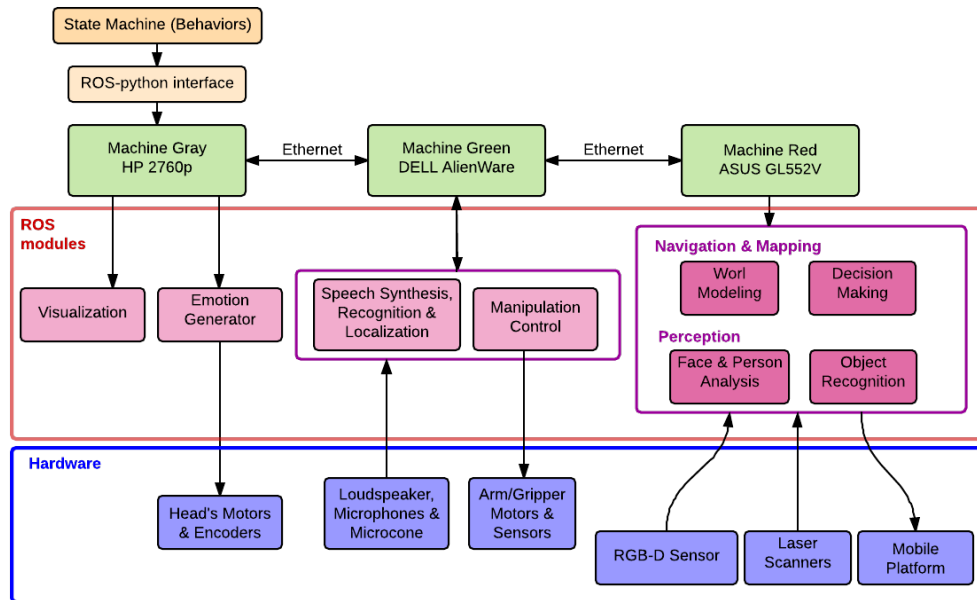 State Machine (Behaviors)
ROS-python interface
Machine Gray
HP 2760p
Ethernet
Machine Green
DELL AlienWare
Ethernet
Machine Red
ASUS GL552V
ROS
modules
Visualization
Emotion
Generator
Speech Synthesis,
Recognition &
Localization
Manipulation
Control
Navigation & Mapping
Worl
Modeling
Decision
Making
Perception
Face & Person
Analysis
Object
Recognition
Hardware
Head's Motors
& Encoders
Loudspeaker,
Microphones &
Microcone
Arm/Gripper
Motors &
Sensors
RGB-D Sensor
Laser
Scanners
Mobile
Platform